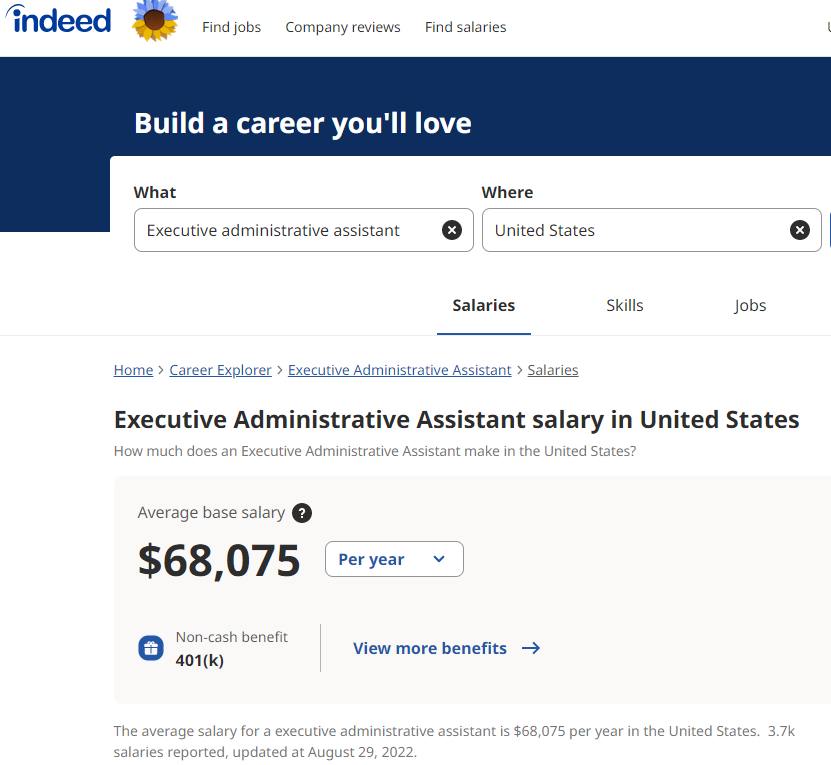 indeed
Find jobs Company reviews Find salaries
Build a career you'll love
What Where
Executive administrative assistant United States
Salaries Skills Jobs
Home > Career Explorer > Executive Administrative Assistant > Salaries
Executive Administrative Assistant salary in United States
How much does an Executive Administrative Assistant make in the United States?
Average base salary ?
$68,075 Per year
Non-cash benefit
401(k)
View more benefits →
The average salary for a executive administrative assistant is $68,075 per year in the United States. 3.7k
salaries reported, updated at August 29, 2022.